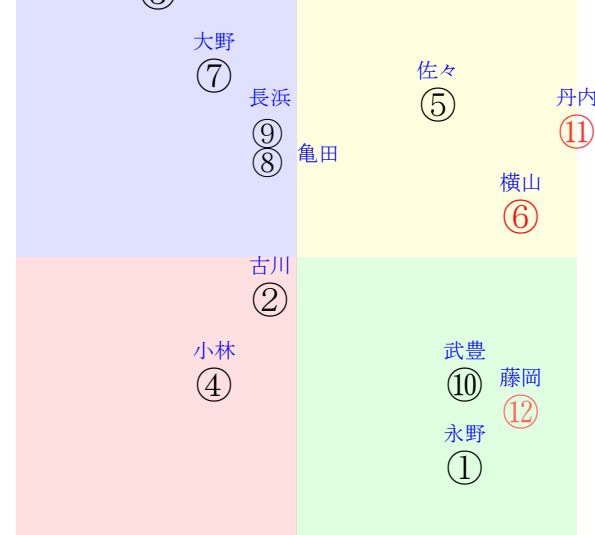 大野
⑦
佐々
⑤
長浜
⑨
丹内
⑪
⑧
亀田
横山
⑥
古川
②
小林
④
武豊
⑩
藤岡
⑫
永野
①